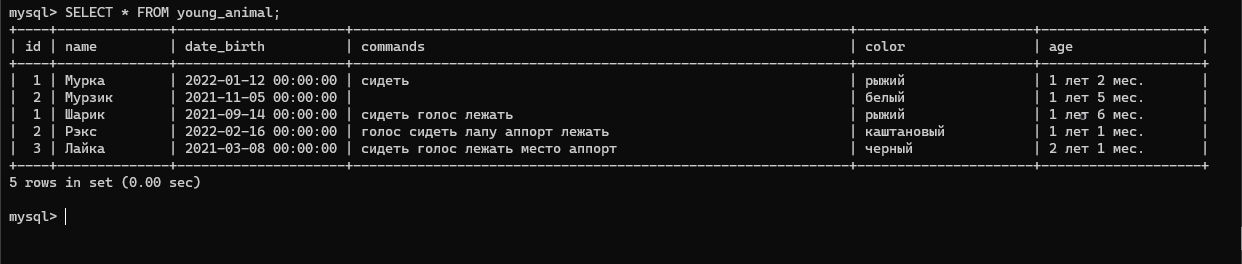 mysql> SELECT * FROM young_animal;
+----+--------------+---------------------+--------------------------------------------------------------+----------------------+--------------------+
| id | name | date_birth | commands | color | age |
+----+--------------+---------------------+--------------------------------------------------------------+----------------------+--------------------+
| 1 | Мурка | 2022-01-12 00:00:00 | сидеть | рыжий | 1 лет 2 мес. |
| 2 | Мурзик | 2021-11-05 00:00:00 | | белый | 1 лет 5 мес. |
| 1 | Шарик | 2021-09-14 00:00:00 | сидеть голос лежать | рыжий | 1 лет 6 мес. |
| 2 | Рэкс | 2022-02-16 00:00:00 | голос сидеть лапу аппорт лежать | каштановый | 1 лет 1 мес. |
| 3 | Лайка | 2021-03-08 00:00:00 | сидеть голос лежать место аппорт | черный | 2 лет 1 мес. |
+----+--------------+---------------------+--------------------------------------------------------------+----------------------+--------------------+
5 rows in set (0.00 sec)
mysql>